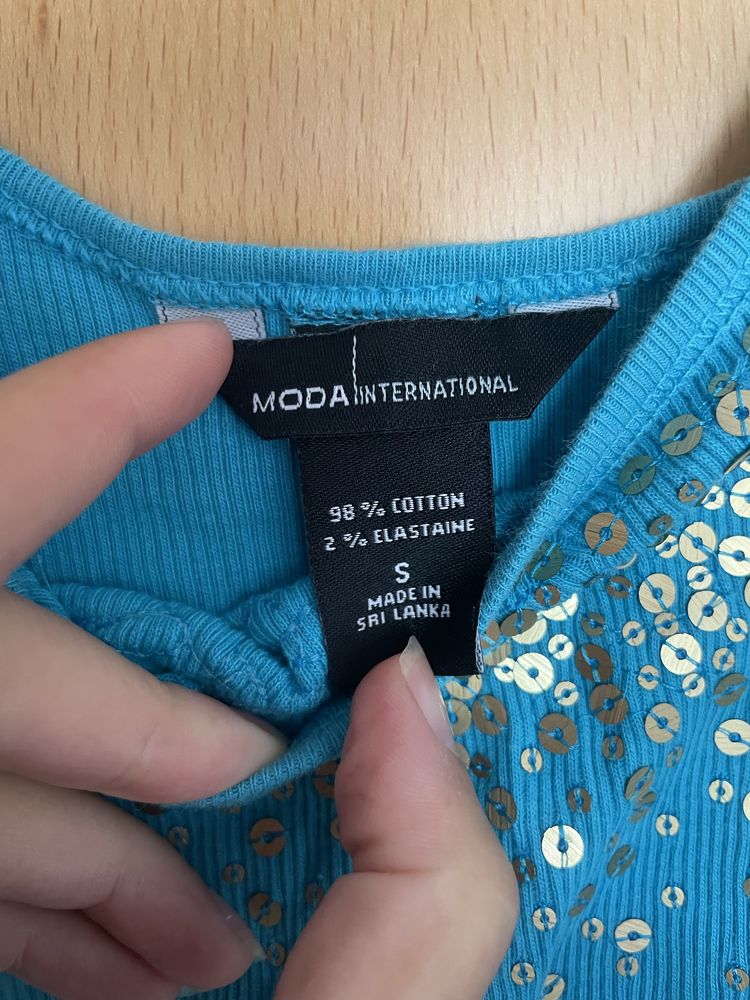 MODA INTERNATIONAL
98 % COTTON
2 % ELASTAINE
S
MADE IN
SRI LANKA